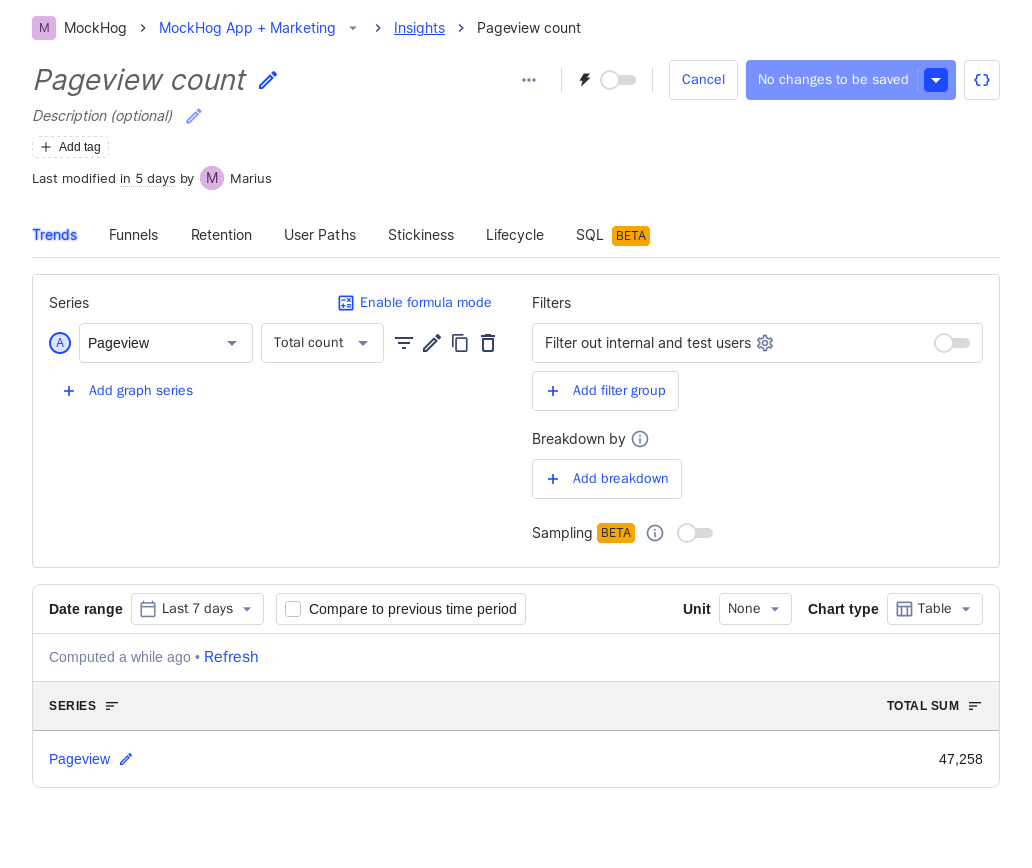 M MockHog > MockHog App + Marketing > Insights > Pageview count
Pageview count
Cancel
No changes to be saved
Description (optional)
+ Add tag
Last modified in 5 days by M Marius
Trends Funnels Retention User Paths Stickiness Lifecycle SQL BETA
Series
Enable formula mode
A Pageview Total count
+ Add graph series
Filters
Filter out internal and test users
+ Add filter group
Breakdown by
+ Add breakdown
Sampling BETA
Date range Last 7 days Compare to previous time period Unit None Chart type Table
Computed a while ago • Refresh
SERIES TOTAL SUM
Pageview 47,258